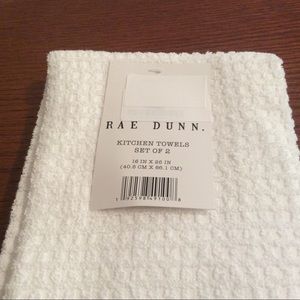 RAE DUNN.
KITCHEN TOWELS
SET OF 2
16 IN X 26 IN
(40.6 CM X 66.1 CM)